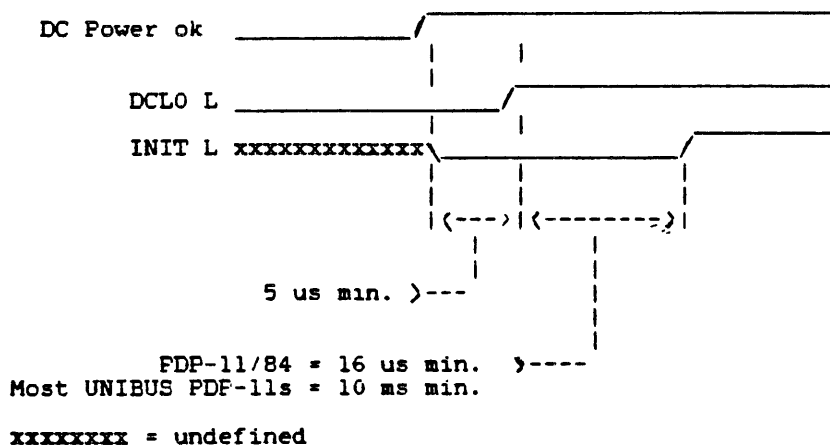 DC Power ok
DCLO L
INIT L xxxxxxxxxxxxx
5 us min.
PDP-11/84 = 16 us min.
Most UNIBUS PDP-11s = 10 ms min.
xxxxxxxx = undefined